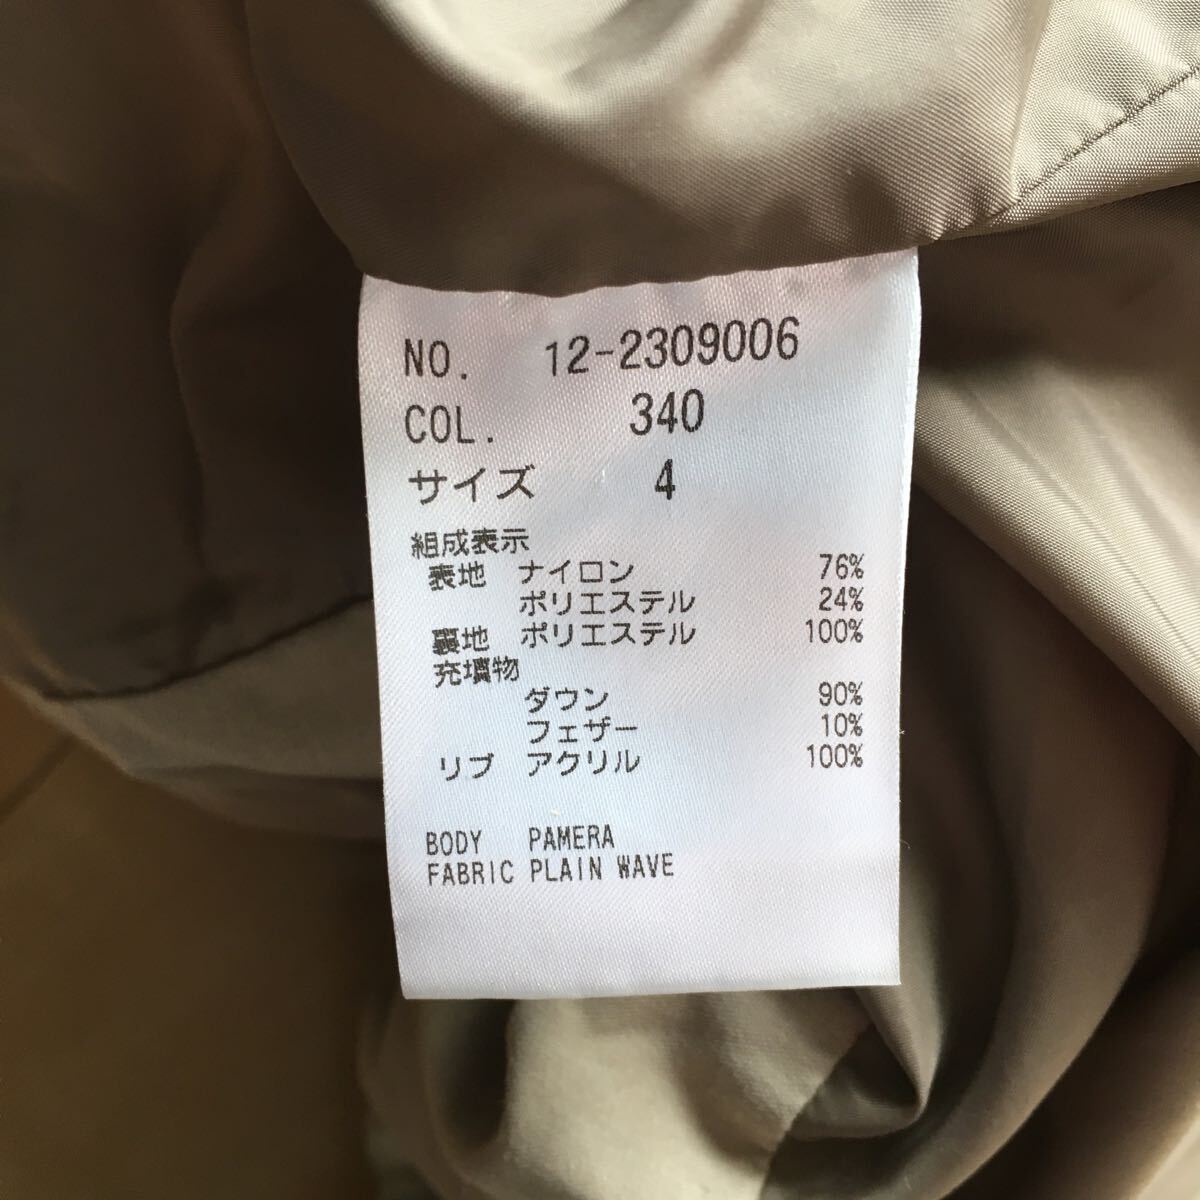 NO. 12-2309006
COL. 340
サイズ 4
組成表示
表地 ナイロン 76%
ポリエステル 24%
裏地 ポリエステル 100%
充填物
ダウン 90%
フェザー 10%
リブ アクリル 100%
BODY PAMERA
FABRIC PLAIN WAVE